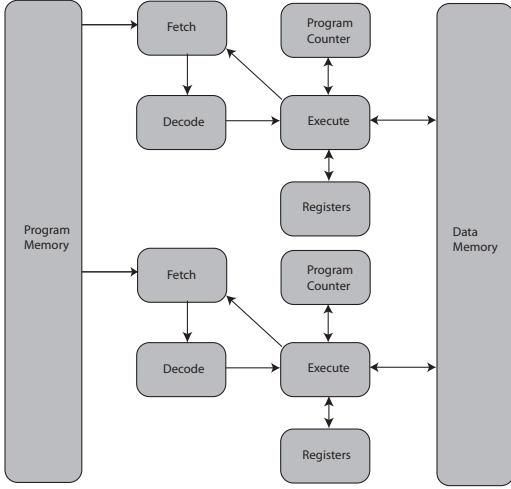 Program
Memory
Fetch
Program
Counter
Decode
Execute
Registers
Fetch
Program
Counter
Decode
Execute
Registers
Data
Memory